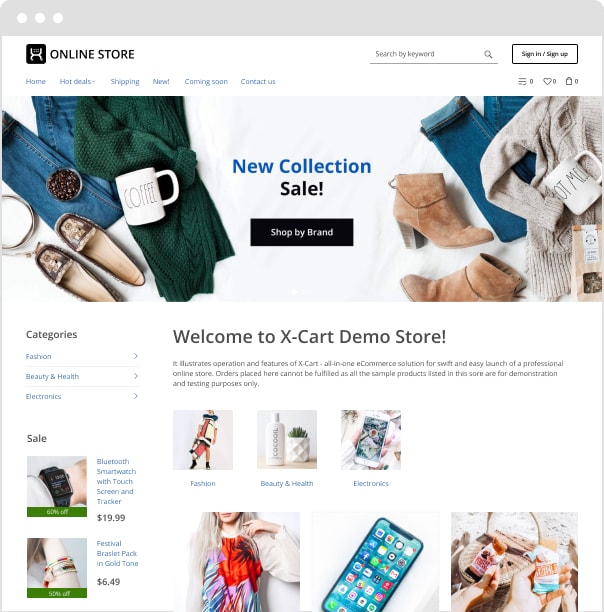 ONLINE STORE
Search by keyword
Sign in / Sign up
Home
Hot deals
Shipping
New!
Coming soon
Contact us
0
0
0
New Collection
Sale!
Shop by Brand
COFFEE
HOT ME
Categories
Fashion
Beauty & Health
Electronics
Sale
60% off
Bluetooth
Smartwatch
with Touch
Screen and
Tracker
$19.99
50% off
Festival
Braslet Pack
in Gold Tone
$6.49
Welcome to X-Cart Demo Store!
It illustrates operation and features of X-Cart - all-in-one eCommerce solution for swift and easy launch of a professional
online store. Orders placed here cannot be fulfilled as all the sample products listed in this sore are for demonstration
and testing purposes only.
COCOOIL
Fashion
Beauty & Health
Electronics